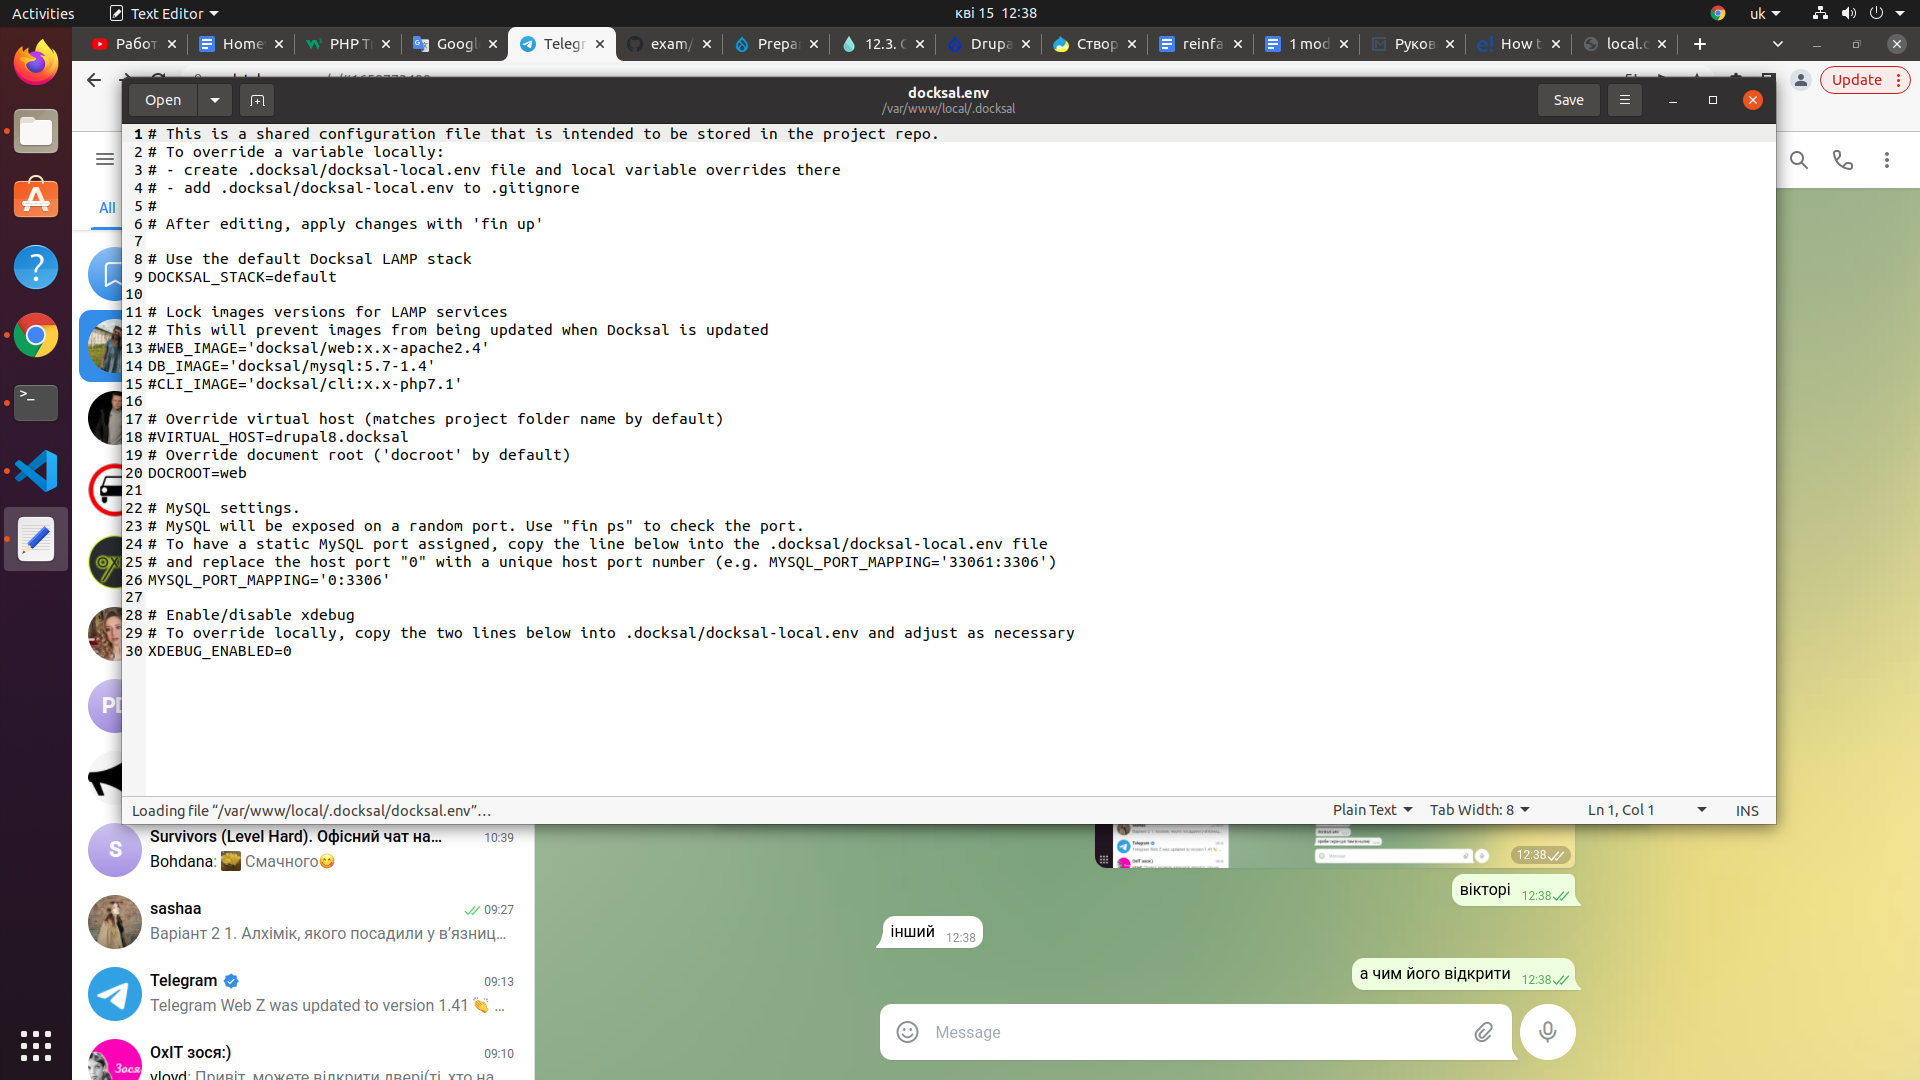 Activities
Text Editor
кві 15 12:38
uk
Робот
Home
PHP T
Googl
Telegr
exam/
Prepa
12.3. C
Drupa
Створ
reinfa
1 mod
Руков
How t
local.c
Update
Open
docksal.env
/var/www/local/.docksal
Save
1 # This is a shared configuration file that is intended to be stored in the project repo.
2 # To override a variable locally:
3 # - create .docksal/docksal-local.env file and local variable overrides there
4 # - add .docksal/docksal-local.env to .gitignore
5 #
6 # After editing, apply changes with 'fin up'
7
8 # Use the default Docksal LAMP stack
9 DOCKSAL_STACK=default
10
11 # Lock images versions for LAMP services
12 # This will prevent images from being updated when Docksal is updated
13 #WEB_IMAGE='docksal/web:x.x-apache2.4'
14 DB_IMAGE='docksal/mysql:5.7-1.4'
15 #CLI_IMAGE='docksal/cli:x.x-php7.1'
16
17 # Override virtual host (matches project folder name by default)
18 #VIRTUAL_HOST=drupal8.docksal
19 # Override document root ('docroot' by default)
20 DOCROOT=web
21
22 # MySQL settings.
23 # MySQL will be exposed on a random port. Use "fin ps" to check the port.
24 # To have a static MySQL port assigned, copy the line below into the .docksal/docksal-local.env file
25 # and replace the host port "0" with a unique host port number (e.g. MYSQL_PORT_MAPPING='33061:3306')
26 MYSQL_PORT_MAPPING='0:3306'
27
28 # Enable/disable xdebug
29 # To override locally, copy the two lines below into .docksal/docksal-local.env and adjust as necessary
30 XDEBUG_ENABLED=0
Loading file “/var/www/local/.docksal/docksal.env”…
Plain Text
Tab Width: 8
Ln 1, Col 1
INS
All
S
Survivors (Level Hard). Офісний чат на… 10:39
Bohdana: Смачного
sashaa 09:27
Варіант 2 1. Алхімік, якого посадили у в’язниц…
Telegram 09:13
Telegram Web Z was updated to version 1.41 …
ОхІТ зося:) 09:10
vloyd: Привіт, можете відкрити двері(ті, хто на
Зося
12:38
вікторі 12:38
інший 12:38
а чим його відкрити 12:38
Message